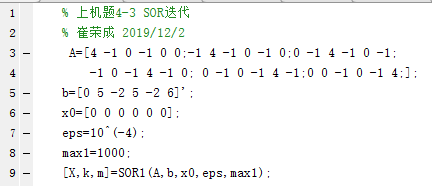 1 % 上机题4-3 SOR迭代
2 % 崔荣成 2019/12/2
3 — A=[4 -1 0 -1 0 0;-1 4 -1 0 -1 0;0 -1 4 -1 0 -1;
4 -1 0 -1 4 -1 0; 0 -1 0 -1 4 -1;0 0 -1 0 -1 4;];
5 — b=[0 5 -2 5 -2 6]';
6 — x0=[0 0 0 0 0 0];
7 — eps=10^(-4);
8 — max1=1000;
9 — [X,k,m]=SOR1(A,b,x0,eps,max1);